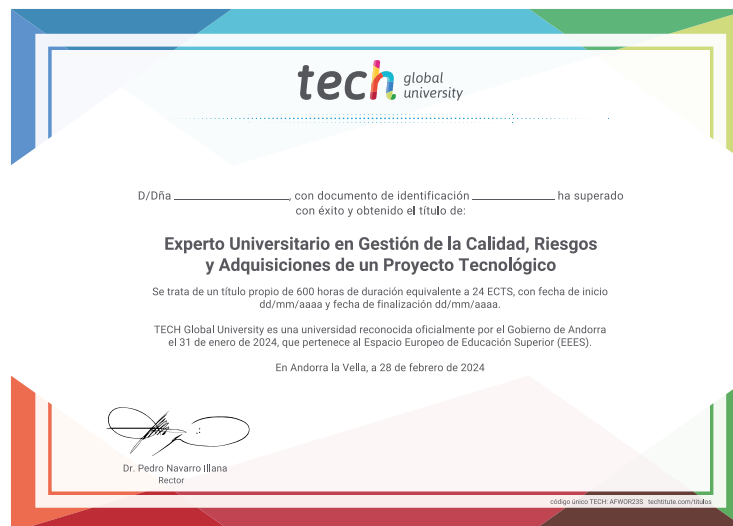 tech global university
D/Dña ____________, con documento de identificación ____________ ha superado
con éxito y obtenido el título de:
Experto Universitario en Gestión de la Calidad, Riesgos
y Adquisiciones de un Proyecto Tecnológico
Se trata de un título propio de 600 horas de duración equivalente a 24 ECTS, con fecha de inicio
dd/mm/aaaa y fecha de finalización dd/mm/aaaa.
TECH Global University es una universidad reconocida oficialmente por el Gobierno de Andorra
el 31 de enero de 2024, que pertenece al Espacio Europeo de Educación Superior (EEES).
En Andorra la Vella, a 28 de febrero de 2024
Dr. Pedro Navarro Illana
Rector
código único TECH: AFWOR23S techtitute.com/titulos